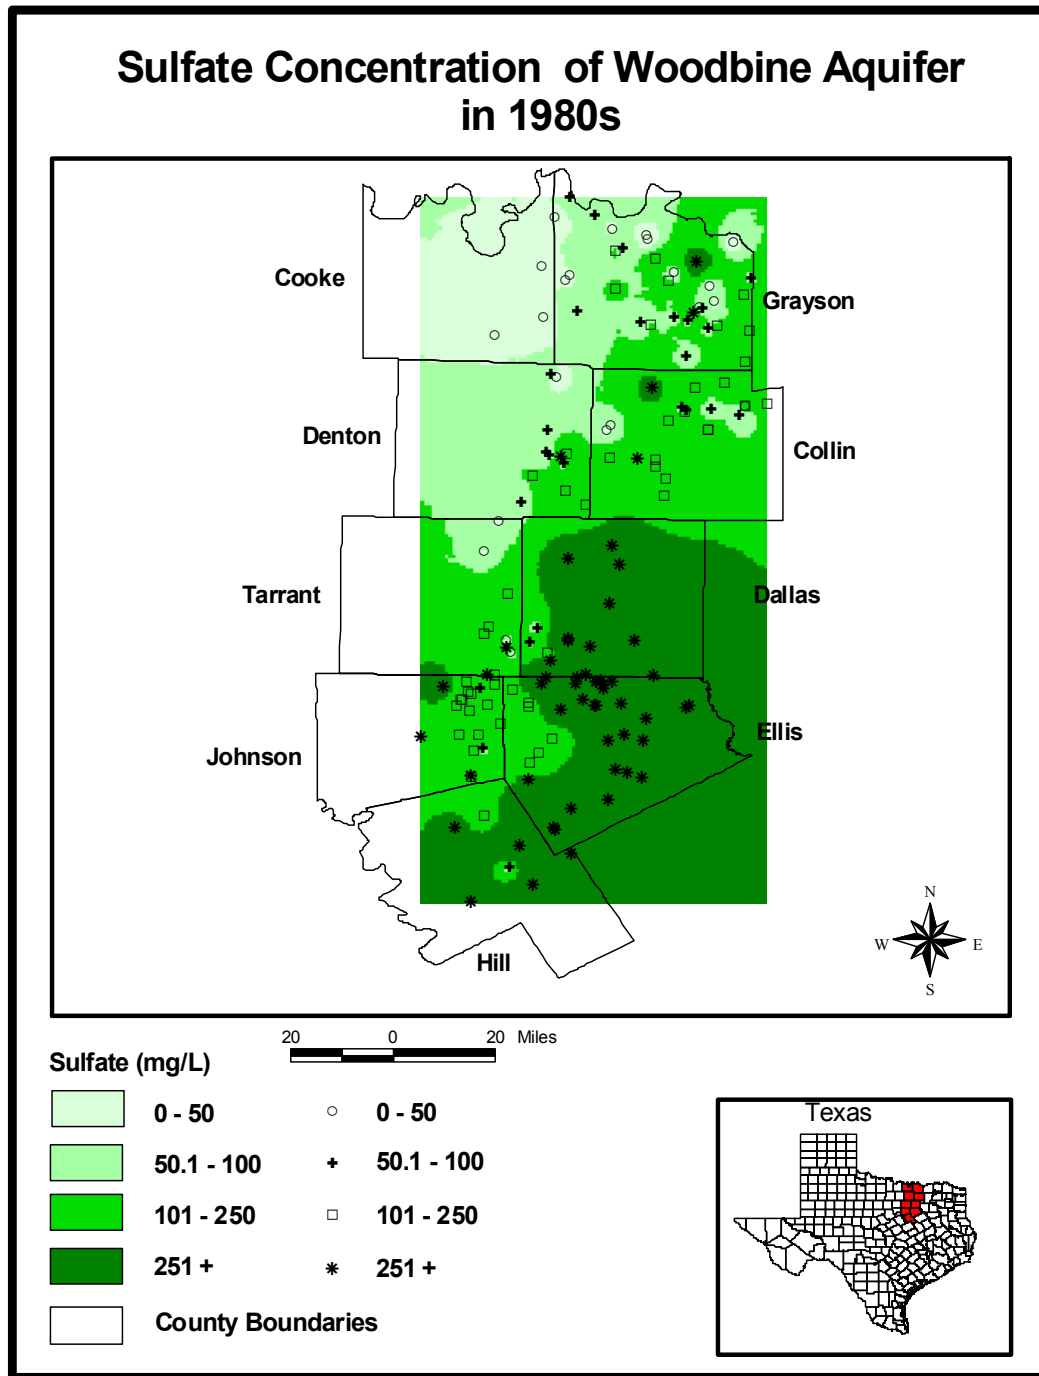 Sulfate Concentration of Woodbine Aquifer
in 1980s
Cooke
Grayson
Denton
Collin
Tarrant
Dallas
Johnson
Ellis
Hill
N
W
E
S
20
0
20 Miles
Sulfate (mg/L)
0 - 50
0 - 50
50.1 - 100
50.1 - 100
101 - 250
101 - 250
251 +
251 +
County Boundaries
Texas